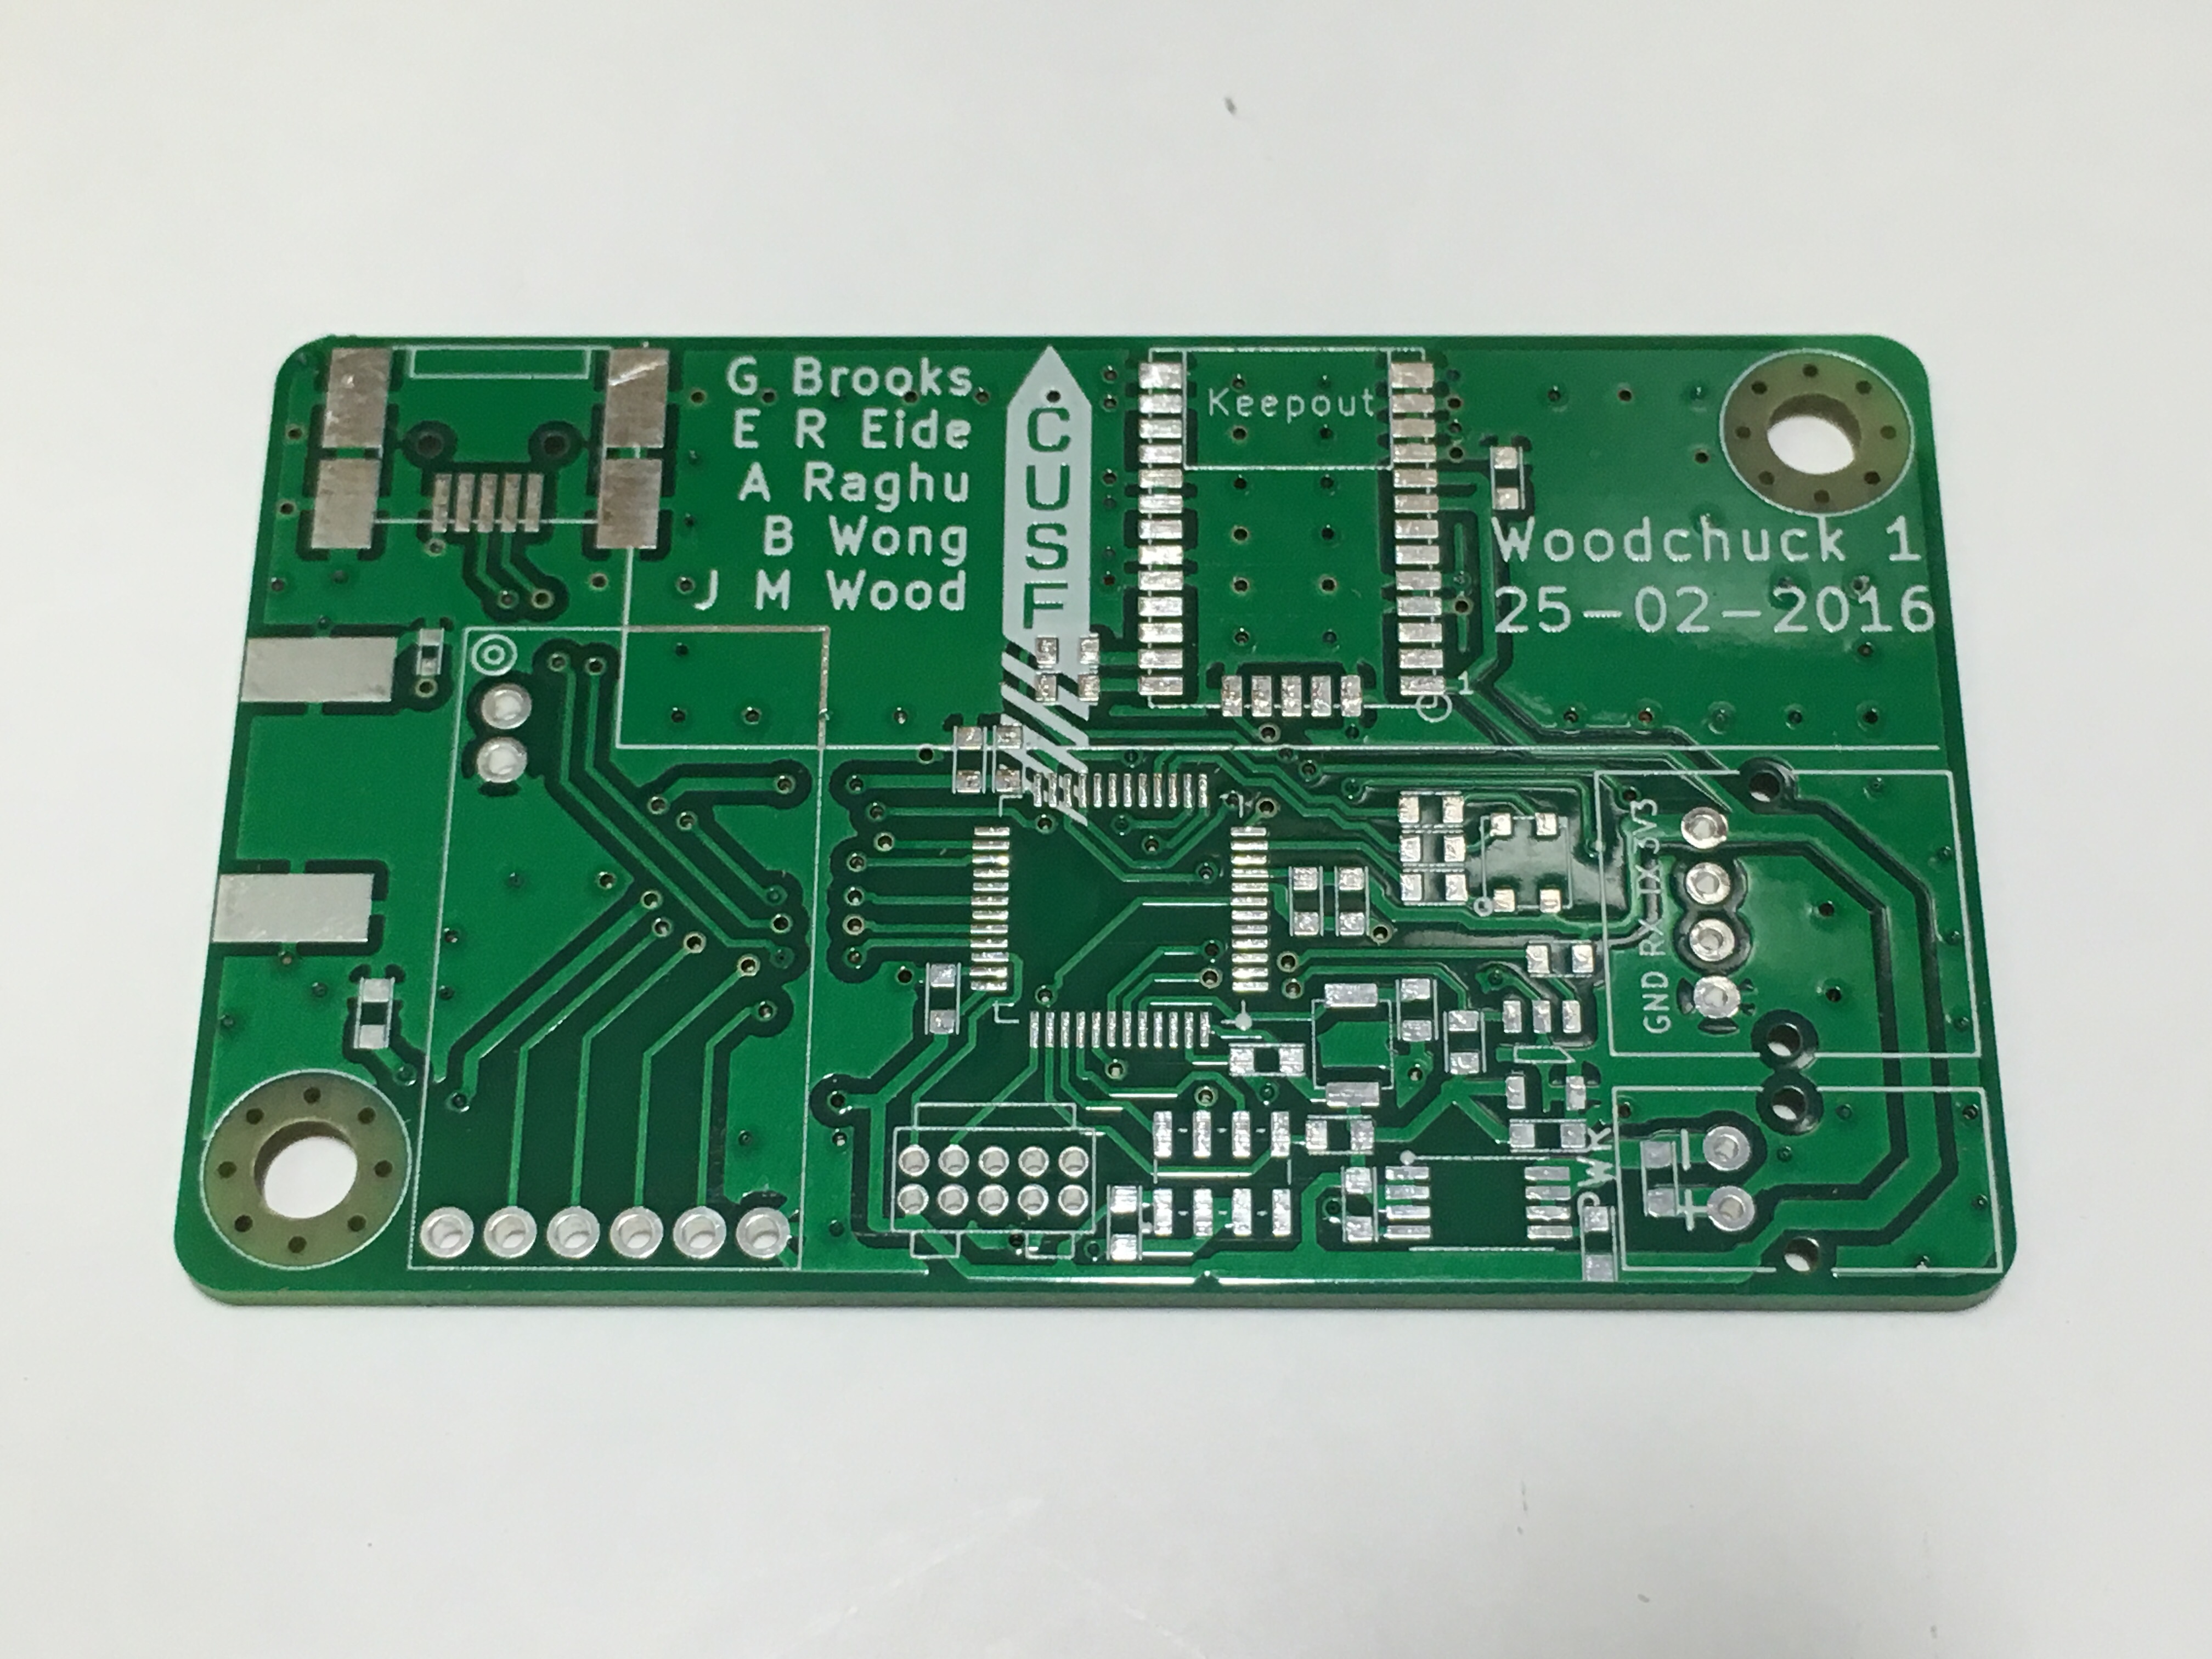 G Brooks
E R Eide
A Raghu
B Wong
J M Wood
CUSF
Keepout
1
Woodchuck 1
25-02-2016
GND RX TX 3V3
PWR
- +